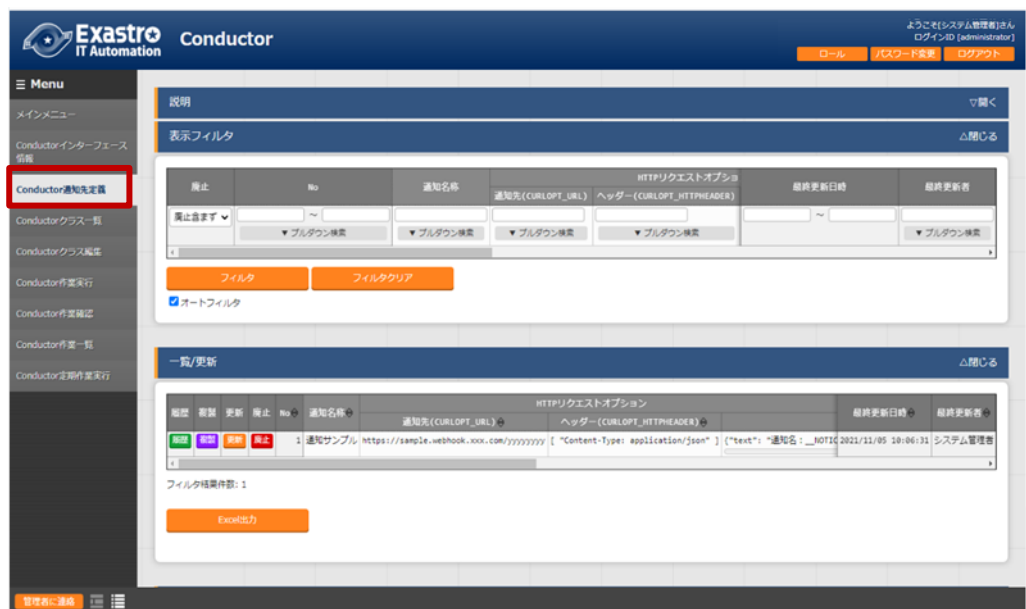 Exastro
IT Automation
Conductor
ようこそ[システム管理者]さん
ログインID [administrator]
ロール
パスワード変更
ログアウト
Menu
メインメニュー
Conductorインターフェース
情報
Conductor通知先定義
Conductorクラス一覧
Conductorクラス編集
Conductor作業実行
Conductor作業確認
Conductor作業一覧
Conductor定期作業実行
説明
▽開く
表示フィルタ
△閉じる
廃止
No
通知名称
HTTPリクエストオプショ
通知先(CURLOPT_URL)
ヘッダー(CURLOPT_HTTPHEADER)
最終更新日時
最終更新者
廃止含まず
～
～
▼ プルダウン検索
▼ プルダウン検索
▼ プルダウン検索
▼ プルダウン検索
▼ プルダウン検索
フィルタ
フィルタクリア
オートフィルタ
一覧/更新
△閉じる
履歴
複製
更新
廃止
No
通知名称
HTTPリクエストオプション
通知先(CURLOPT_URL)
ヘッダー(CURLOPT_HTTPHEADER)
最終更新日時
最終更新者
履歴
複製
更新
廃止
1
通知サンプル
https://sample.webhook.xxx.com/yyyyyyyy
[ "Content-Type: application/json" ]
{"text": "通知名：__NOTIC
2021/11/05 10:06:31
システム管理者
フィルタ結果件数: 1
Excel出力
管理者に連絡